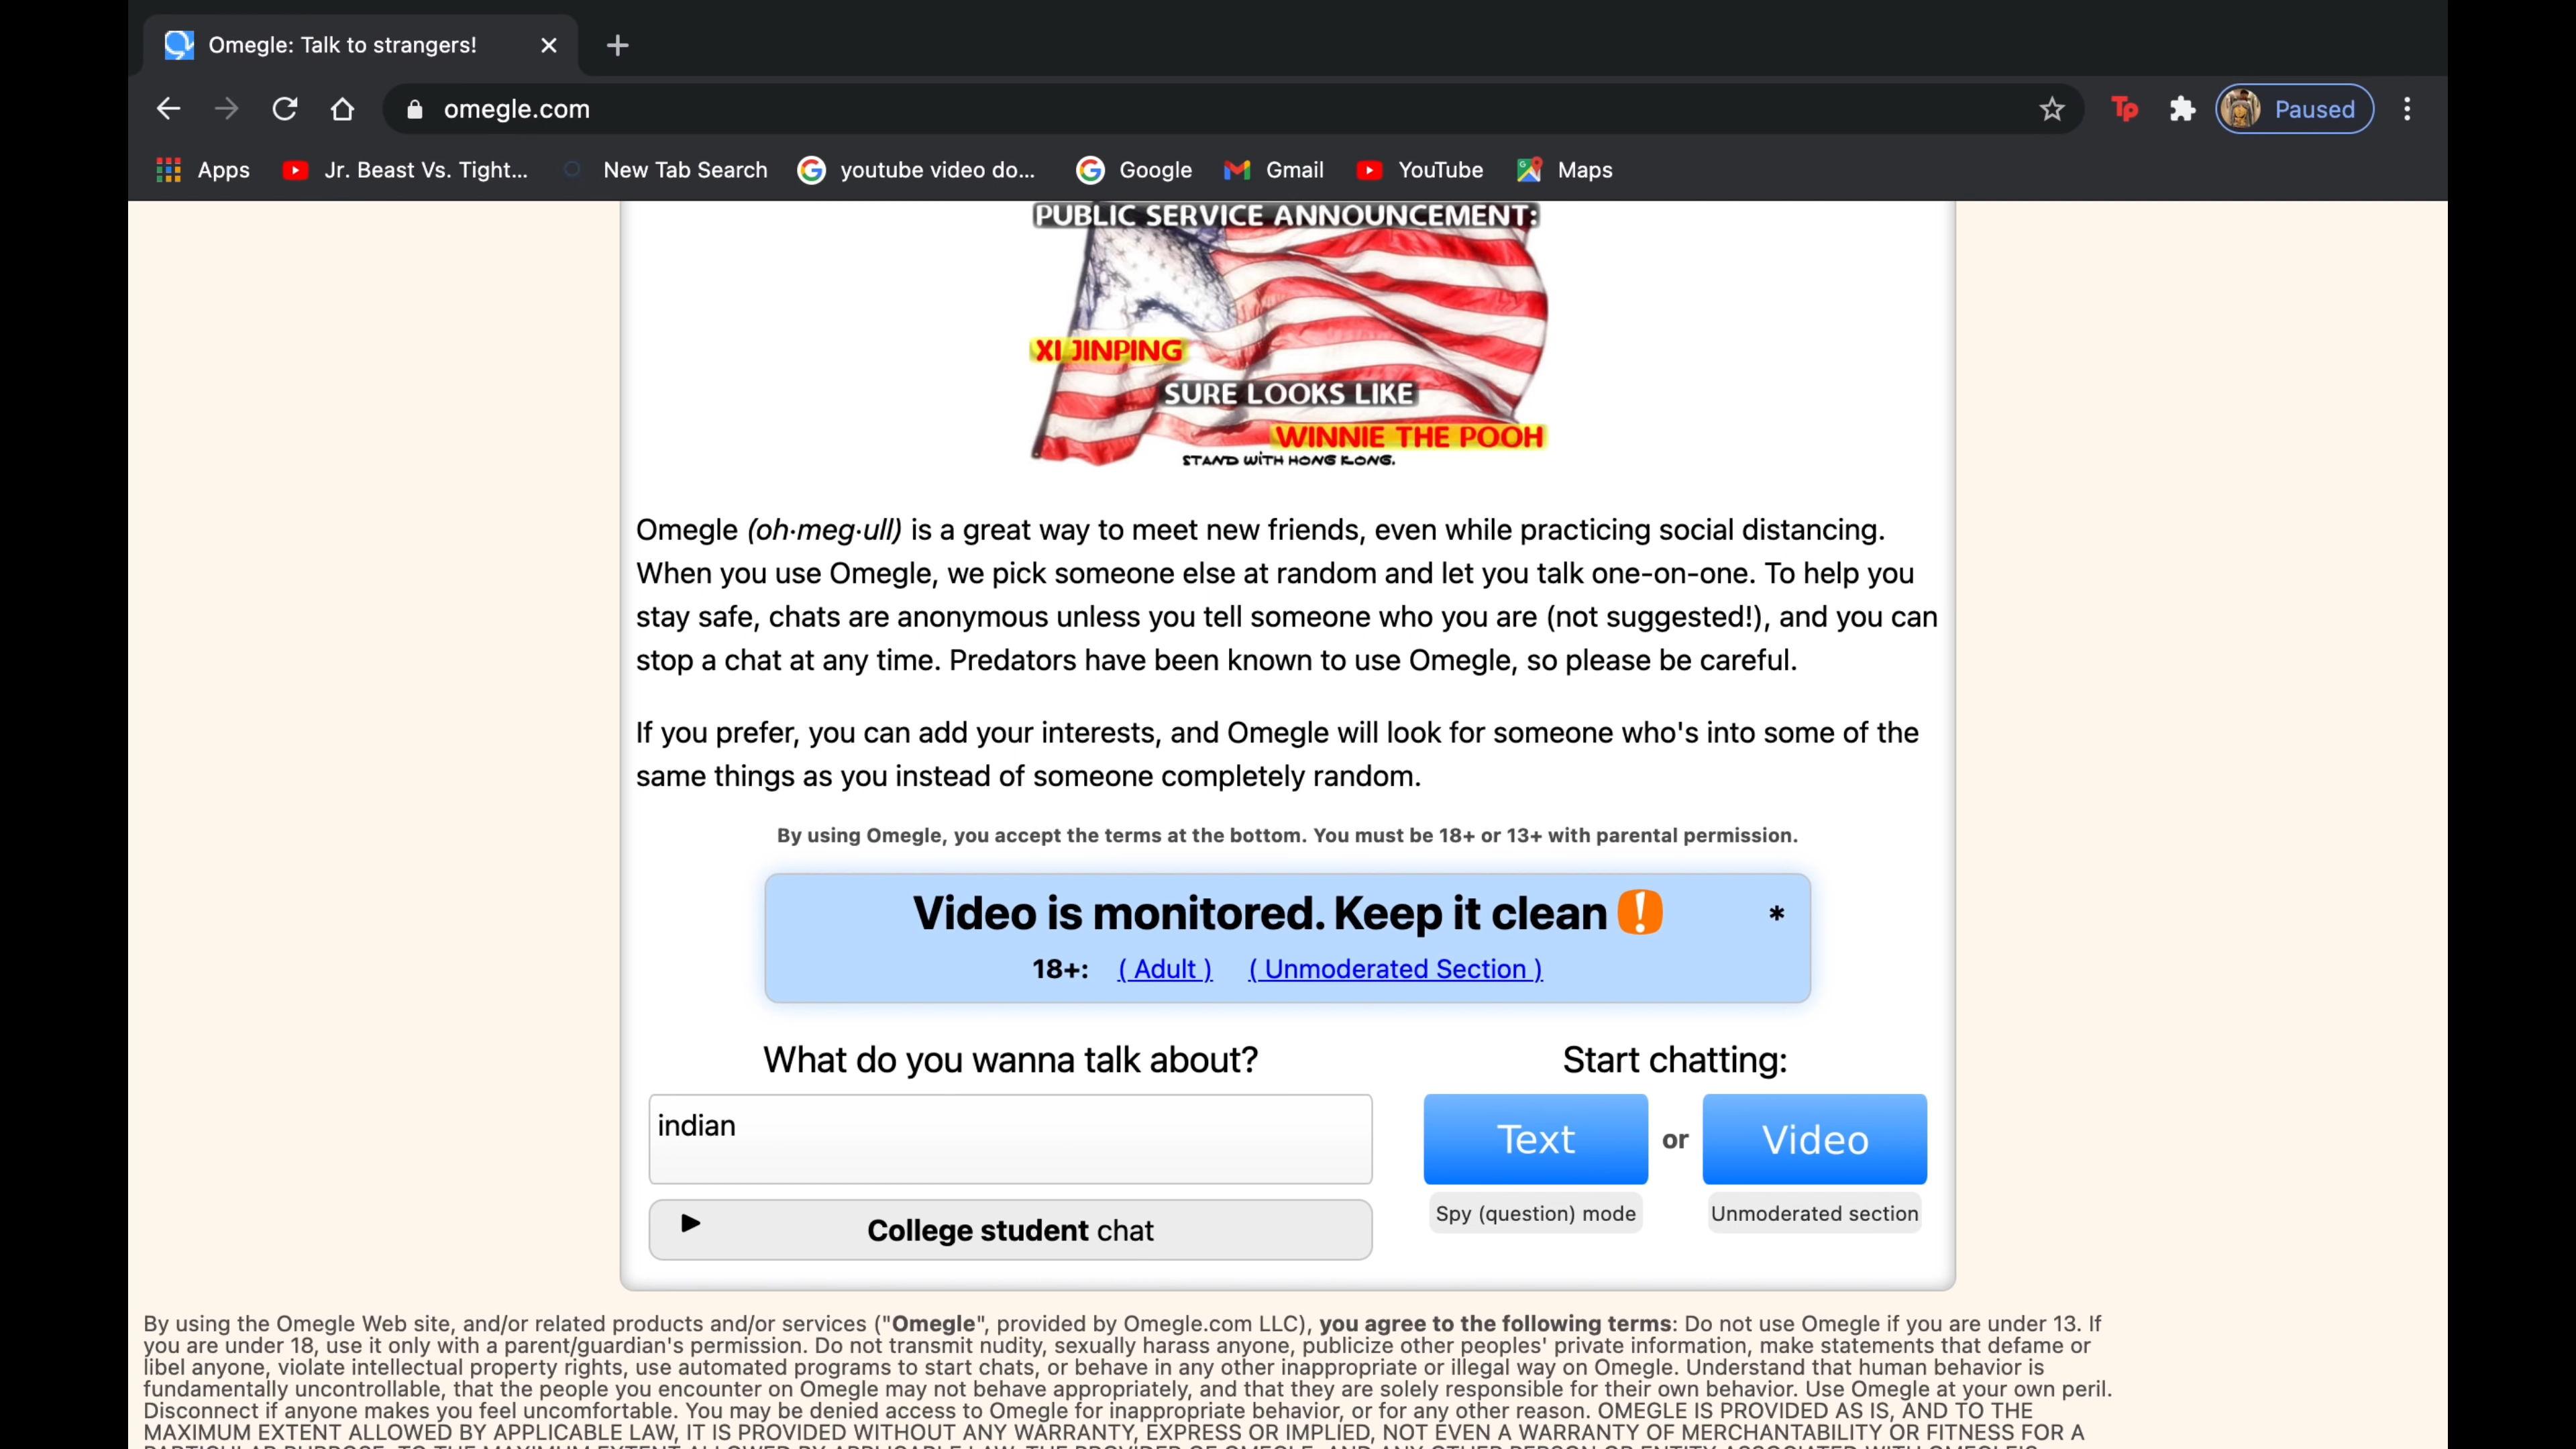 Omegle: Talk to strangers!
omegle.com
Tp
Paused
Apps
Jr. Beast Vs. Tight...
New Tab Search
youtube video do...
Google
Gmail
YouTube
Maps
PUBLIC SERVICE ANNOUNCEMENT:
XI JINPING
SURE LOOKS LIKE
WINNIE THE POOH
STAND WITH HONG KONG.
Omegle (oh·meg·ull) is a great way to meet new friends, even while practicing social distancing.
When you use Omegle, we pick someone else at random and let you talk one-on-one. To help you
stay safe, chats are anonymous unless you tell someone who you are (not suggested!), and you can
stop a chat at any time. Predators have been known to use Omegle, so please be careful.
If you prefer, you can add your interests, and Omegle will look for someone who's into some of the
same things as you instead of someone completely random.
By using Omegle, you accept the terms at the bottom. You must be 18+ or 13+ with parental permission.
Video is monitored. Keep it clean ! *
18+: ( Adult ) ( Unmoderated Section )
What do you wanna talk about?
Start chatting:
indian
Text or Video
Spy (question) mode
Unmoderated section
College student chat
By using the Omegle Web site, and/or related products and/or services ("Omegle", provided by Omegle.com LLC), you agree to the following terms: Do not use Omegle if you are under 13. If
you are under 18, use it only with a parent/guardian's permission. Do not transmit nudity, sexually harass anyone, publicize other peoples' private information, make statements that defame or
libel anyone, violate intellectual property rights, use automated programs to start chats, or behave in any other inappropriate or illegal way on Omegle. Understand that human behavior is
fundamentally uncontrollable, that the people you encounter on Omegle may not behave appropriately, and that they are solely responsible for their own behavior. Use Omegle at your own peril.
Disconnect if anyone makes you feel uncomfortable. You may be denied access to Omegle for inappropriate behavior, or for any other reason. OMEGLE IS PROVIDED AS IS, AND TO THE
MAXIMUM EXTENT ALLOWED BY APPLICABLE LAW, IT IS PROVIDED WITHOUT ANY WARRANTY, EXPRESS OR IMPLIED, NOT EVEN A WARRANTY OF MERCHANTABILITY OR FITNESS FOR A